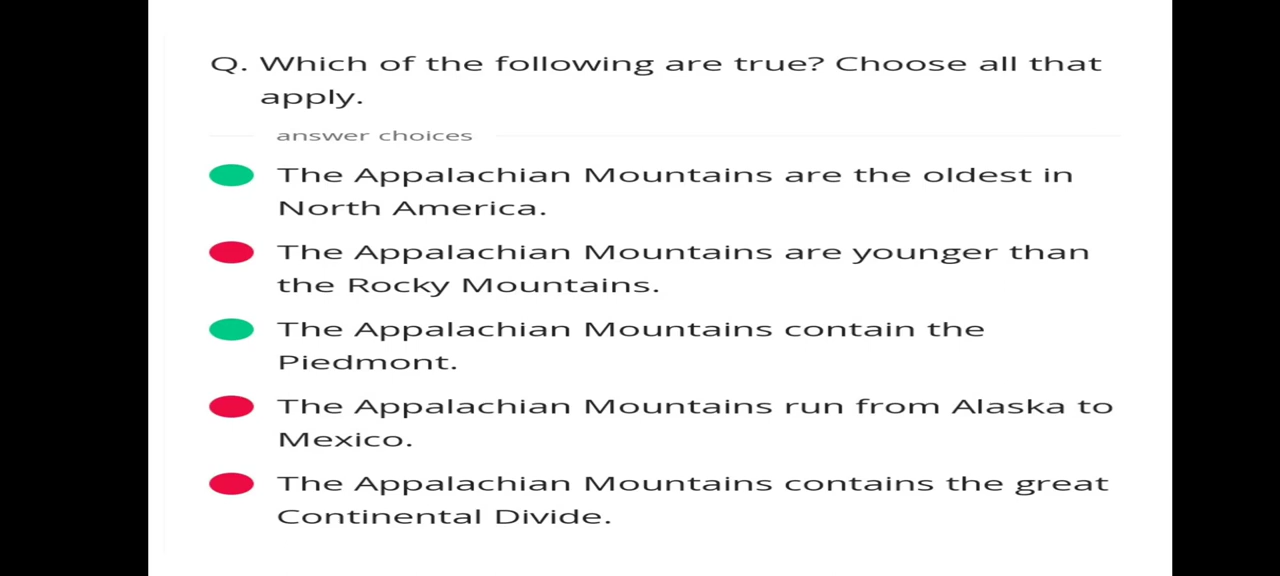 Q. Which of the following are true? Choose all that
apply.
answer choices
The Appalachian Mountains are the oldest in
North America.
The Appalachian Mountains are younger than
the Rocky Mountains.
The Appalachian Mountains contain the
Piedmont.
The Appalachian Mountains run from Alaska to
Mexico.
The Appalachian Mountains contains the great
Continental Divide.